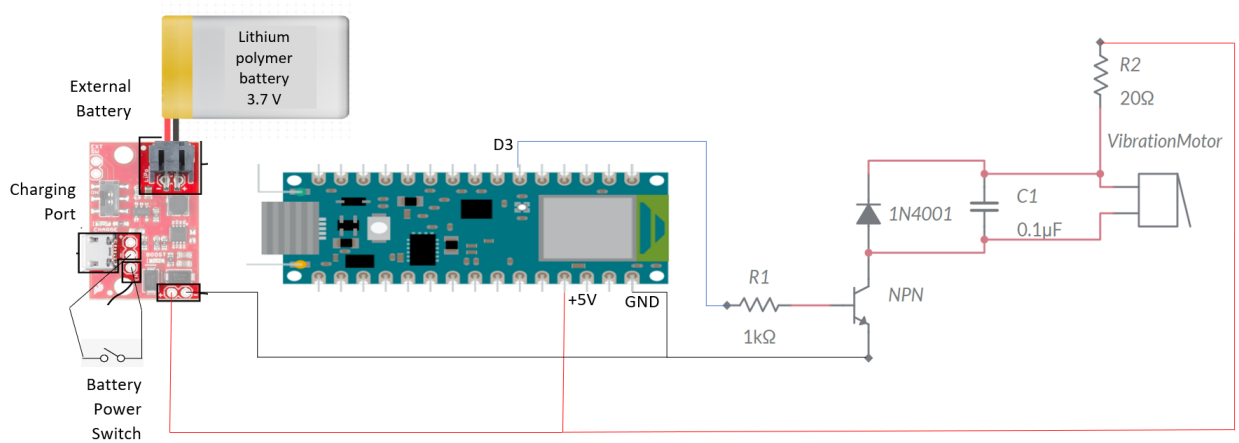 Lithium
polymer
battery
3.7 V
External
Battery
Charging
Port
Battery
Power
Switch
D3
+5V
GND
R1
1kΩ
1N4001
NPN
C1
0.1µF
R2
20Ω
VibrationMotor